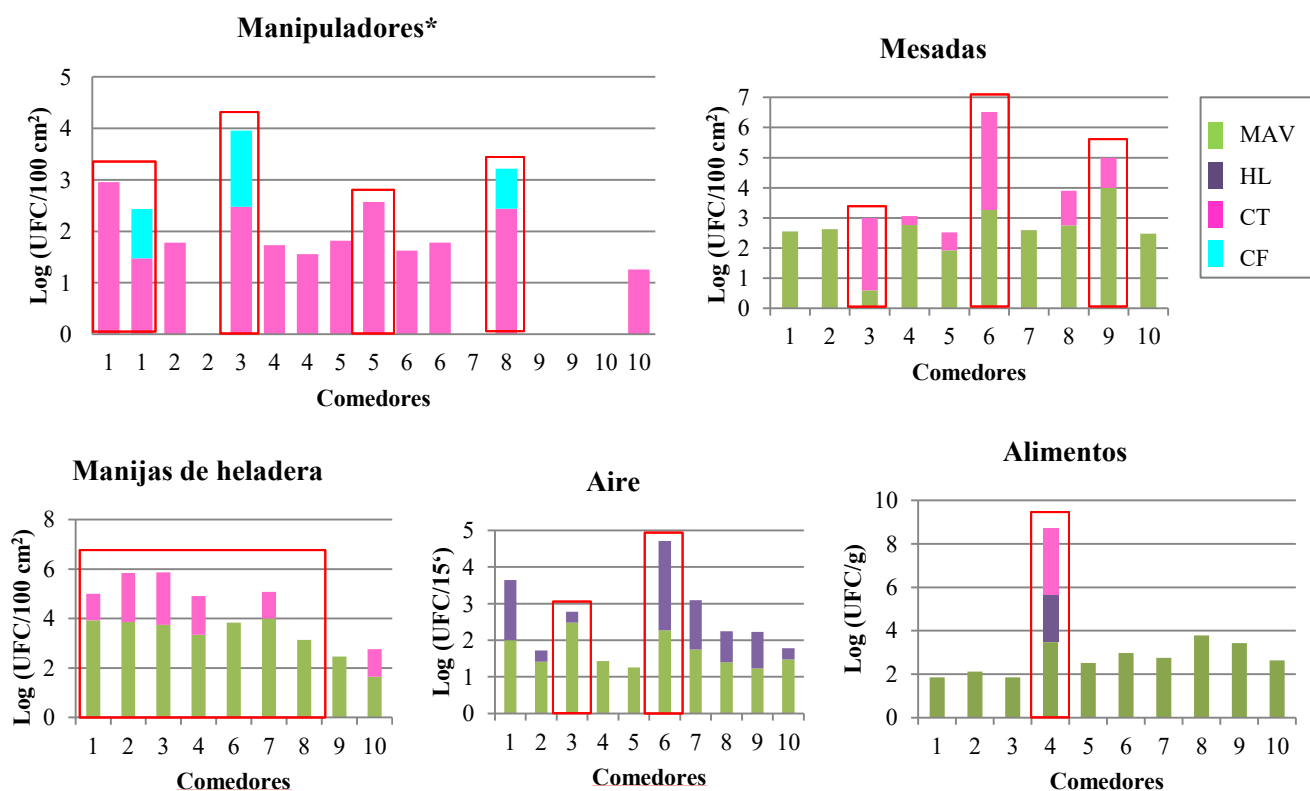 Manipuladores*
Log (UFC/100 cm²)
5
4
3
2
1
0
1 1 2 2 3 4 4 5 5 6 6 7 8 9 9 10 10
Comedores
Mesadas
Log (UFC/100 cm²)
7
6
5
4
3
2
1
0
1 2 3 4 5 6 7 8 9 10
Comedores
MAV
HL
CT
CF
Manijas de heladera
Log (UFC/100 cm²)
8
6
4
2
0
1 2 3 4 6 7 8 9 10
Comedores
Aire
Log (UFC/15‘)
5
4
3
2
1
0
1 2 3 4 5 6 7 8 9 10
Comedores
Alimentos
Log (UFC/g)
10
8
6
4
2
0
1 2 3 4 5 6 7 8 9 10
Comedores